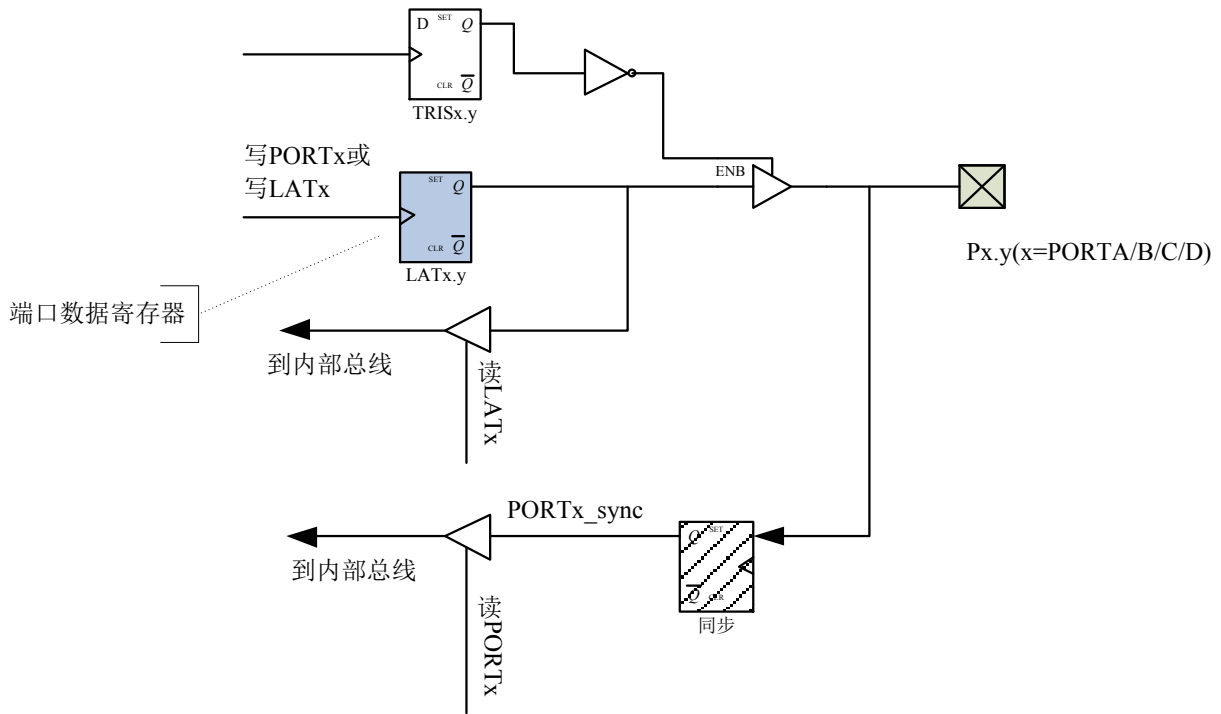 D SET Q
CLR Q
TRISx.y
写PORTx或
写LATx
SET Q
CLR Q
LATx.y
ENB
Px.y(x=PORTA/B/C/D)
端口数据寄存器
到内部总线
读LATx
PORTx_sync
到内部总线
读PORTx
Q SET
Q CLR
同步